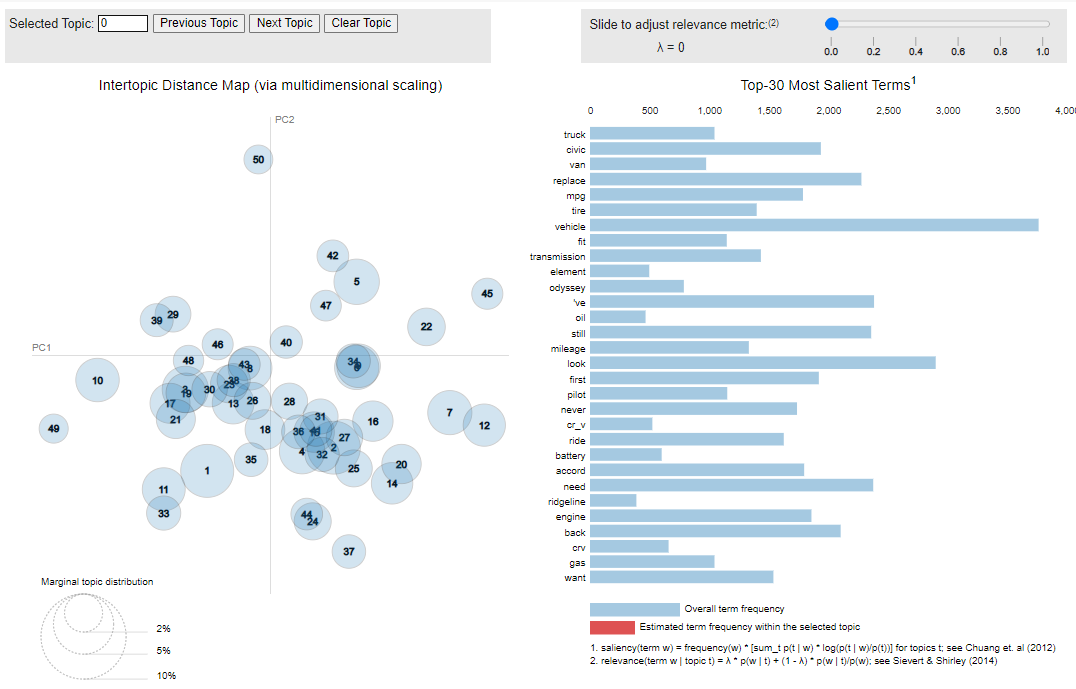 Selected Topic: 0 Previous Topic Next Topic Clear Topic
Slide to adjust relevance metric:(2)
λ = 0
0.0 0.2 0.4 0.6 0.8 1.0
Intertopic Distance Map (via multidimensional scaling)
PC2
PC1
50
42
5
45
47
22
39
29
46
40
48
43
8
34
9
10
3
19
30
23
38
17
13
26
28
21
49
18
31
36
41
27
16
7
12
4
2
32
35
1
25
20
14
11
33
44
24
37
Marginal topic distribution
2%
5%
10%
Top-30 Most Salient Terms1
0 500 1,000 1,500 2,000 2,500 3,000 3,500 4,00
truck
civic
van
replace
mpg
tire
vehicle
fit
transmission
element
odyssey
've
oil
still
mileage
look
first
pilot
never
cr_v
ride
battery
accord
need
ridgeline
engine
back
crv
gas
want
Overall term frequency
Estimated term frequency within the selected topic
1. saliency(term w) = frequency(w) * [sum_t p(t | w) * log(p(t | w)/p(t))] for topics t; see Chuang et. al (2012)
2. relevance(term w | topic t) = λ * p(w | t) + (1 - λ) * p(w | t)/p(w); see Sievert & Shirley (2014)